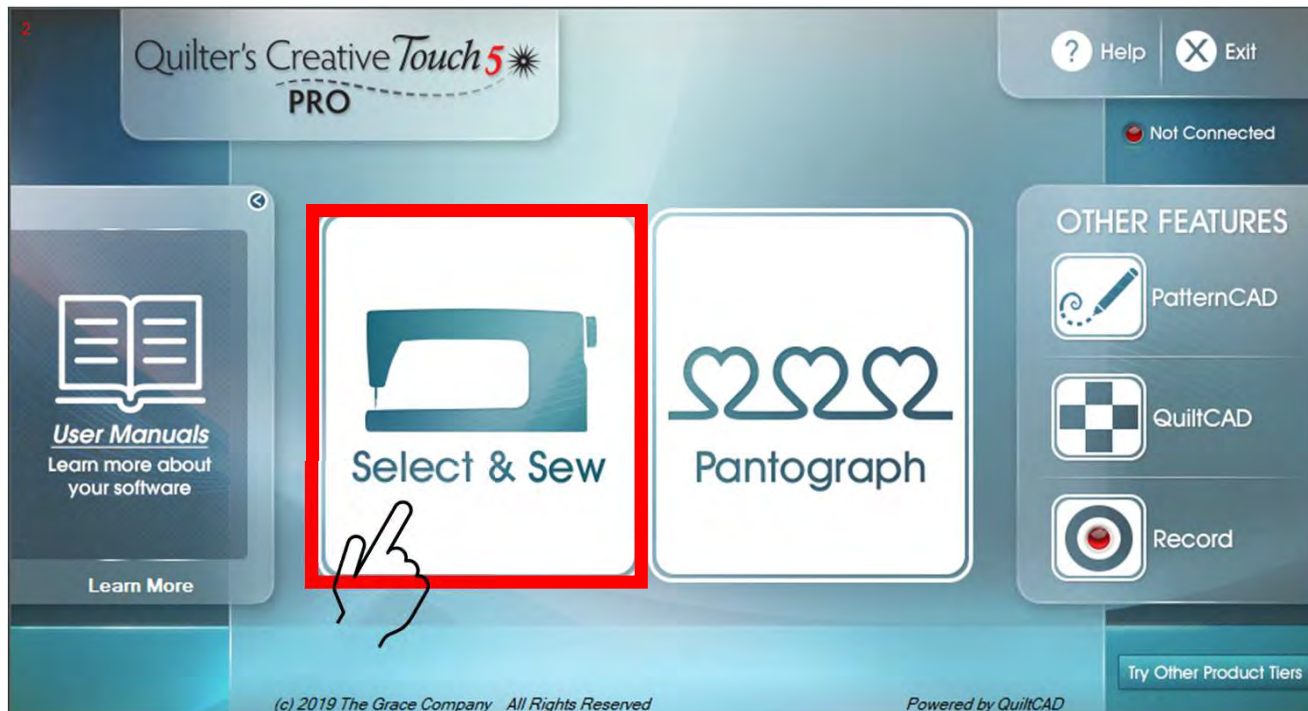 2
Quilter's Creative Touch 5
PRO
Help
Exit
Not Connected
User Manuals
Learn more about
your software
Learn More
Select & Sew
Pantograph
OTHER FEATURES
PatternCAD
QuiltCAD
Record
Try Other Product Tiers
(c) 2019 The Grace Company All Rights Reserved
Powered by QuiltCAD